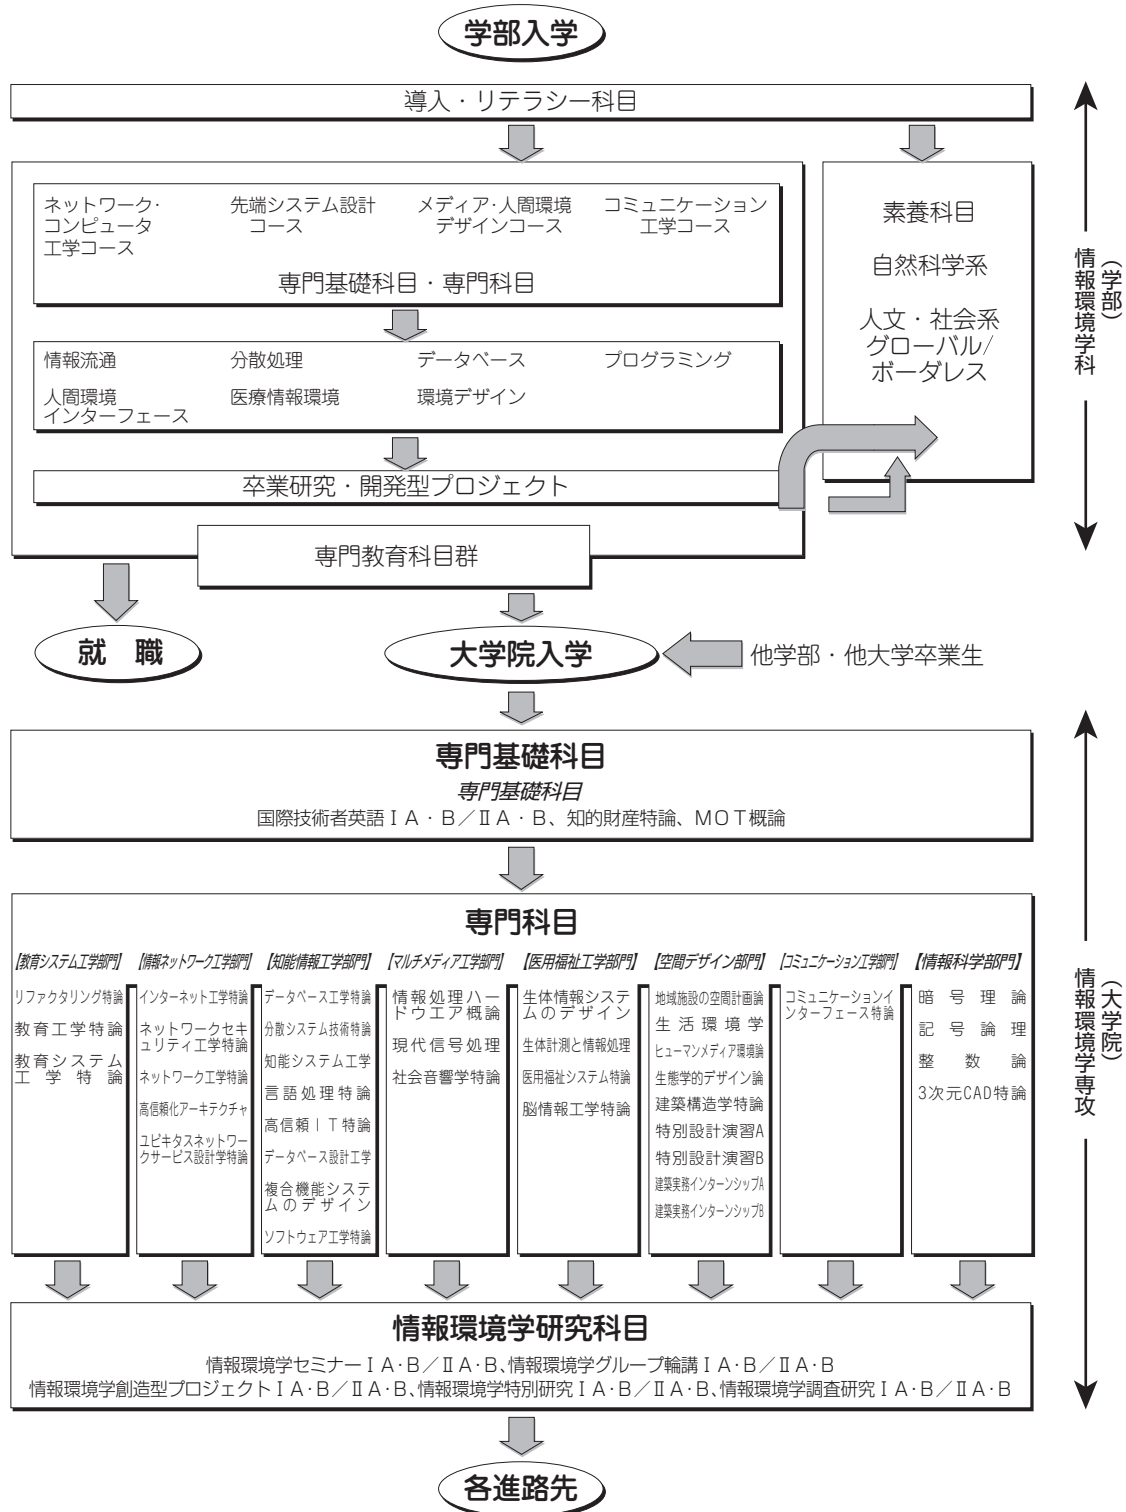 学部入学
導入・リテラシー科目
ネットワーク・
コンピュータ
工学コース
先端システム設計
コース
メディア・人間環境
デザインコース
コミュニケーション
工学コース
専門基礎科目・専門科目
情報流通
分散処理
データベース
プログラミング
人間環境
インターフェース
医療情報環境
環境デザイン
卒業研究・開発型プロジェクト
専門教育科目群
素養科目
自然科学系
人文・社会系
グローバル/
ボーダレス
(学部)
情報環境学科
就　職
大学院入学
他学部・他大学卒業生
専門基礎科目
専門基礎科目
国際技術者英語ⅠA・B/ⅡA・B、知的財産特論、MOT概論
専門科目
【教育システム工学部門】
リファクタリング特論
教育工学特論
教育システム
工学特論
【情報ネットワーク工学部門】
インターネット工学特論
ネットワークセキ
ュリティ工学特論
ネットワーク工学特論
高信頼化アーキテクチャ
ユビキタスネットワー
クサービス設計学特論
【知能情報工学部門】
データベース工学特論
分散システム技術特論
知能システム工学
言語処理特論
高信頼IT特論
データベース設計工学
複合機能システ
ムのデザイン
ソフトウェア工学特論
【マルチメディア工学部門】
情報処理ハー
ドウエア概論
現代信号処理
社会音響学特論
【医用福祉工学部門】
生体情報システ
ムのデザイン
生体計測と情報処理
医用福祉システム特論
脳情報工学特論
【空間デザイン部門】
地域施設の空間計画論
生活環境学
ヒューマンメディア環境論
生態学的デザイン論
建築構造学特論
特別設計演習A
特別設計演習B
建築実務インターンシップA
建築実務インターンシップB
【コミュニケーション工学部門】
コミュニケーションイ
ンターフェース特論
【情報科学部門】
暗号理論
記号論理
整数論
3次元CAD特論
(大学院)
情報環境学専攻
情報環境学研究科目
情報環境学セミナーⅠA・B/ⅡA・B、情報環境学グループ輪講ⅠA・B/ⅡA・B
情報環境学創造型プロジェクトⅠA・B/ⅡA・B、情報環境学特別研究ⅠA・B/ⅡA・B、情報環境学調査研究ⅠA・B/ⅡA・B
各進路先